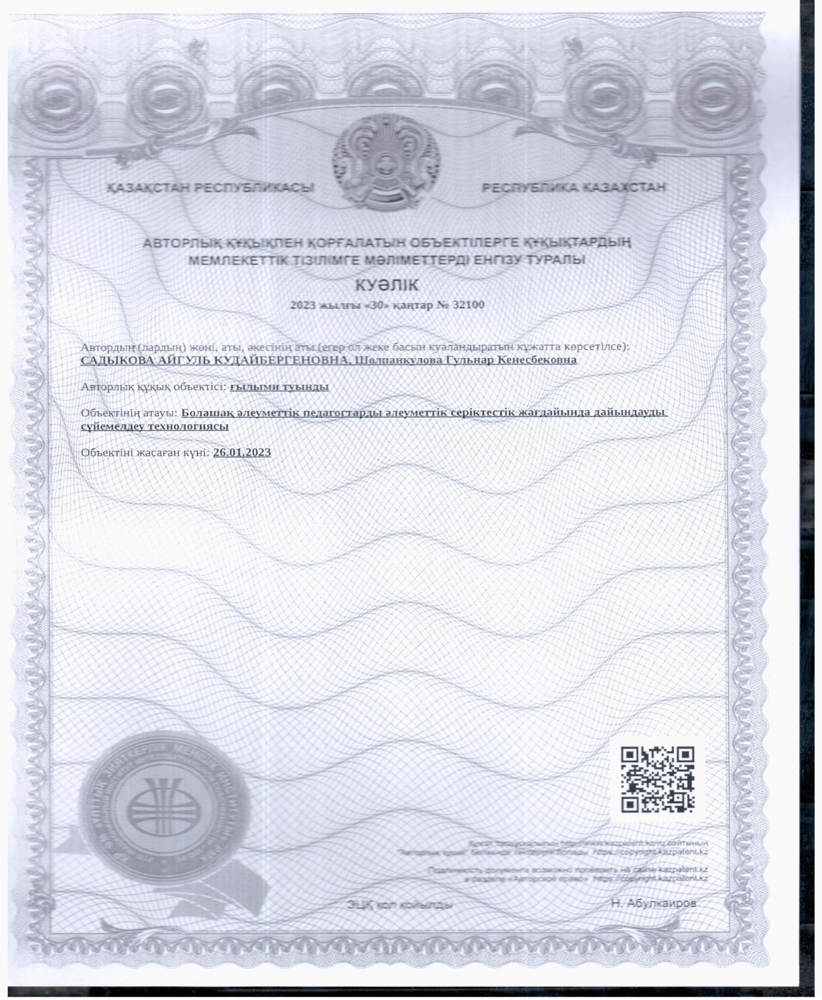 ҚАЗАҚСТАН РЕСПУБЛИКАСЫ
РЕСПУБЛИКА КАЗАХСТАН
АВТОРЛЫҚ ҚҰҚЫҚПЕН ҚОРҒАЛАТЫН ОБЪЕКТІЛЕРГЕ ҚҰҚЫҚТАРДЫҢ
МЕМЛЕКЕТТІК ТІЗІЛІМГЕ МӘЛІМЕТТЕРДІ ЕНГІЗУ ТУРАЛЫ
КУӘЛІК
2023 жылғы «30» қаңтар № 32100
Автордың (лардың) жөні, аты, әкесінің аты (егер ол жеке басын куәландыратын құжатта көрсетілсе):
САДЫКОВА АЙГУЛЬ КУДАЙБЕРГЕНОВНА, Шолпанкулова Гульнар Кенесбековна
Авторлық құқық объектісі: ғылыми туынды
Объектінің атауы: Болашақ әлеуметтік педагогтарды әлеуметтік серіктестік жағдайында дайындауды
сүйемелдеу технологиясы
Объектіні жасаған күні: 26.01.2023
ҰЛТТЫҚ ЗИЯТКЕРЛІК МЕНШІК ИНСТИТУТЫ
Құжат http://www.kazpatent.kz/ru сайтының
"Авторлық құқық" бөлімінде тексеруге болады https://copyright.kazpatent.kz
Подлинность документа возможно проверить на сайте kazpatent.kz
в разделе «Авторское право» https://copyright.kazpatent.kz
ЭЦҚ қол қойылды
Н. Абулкаиров